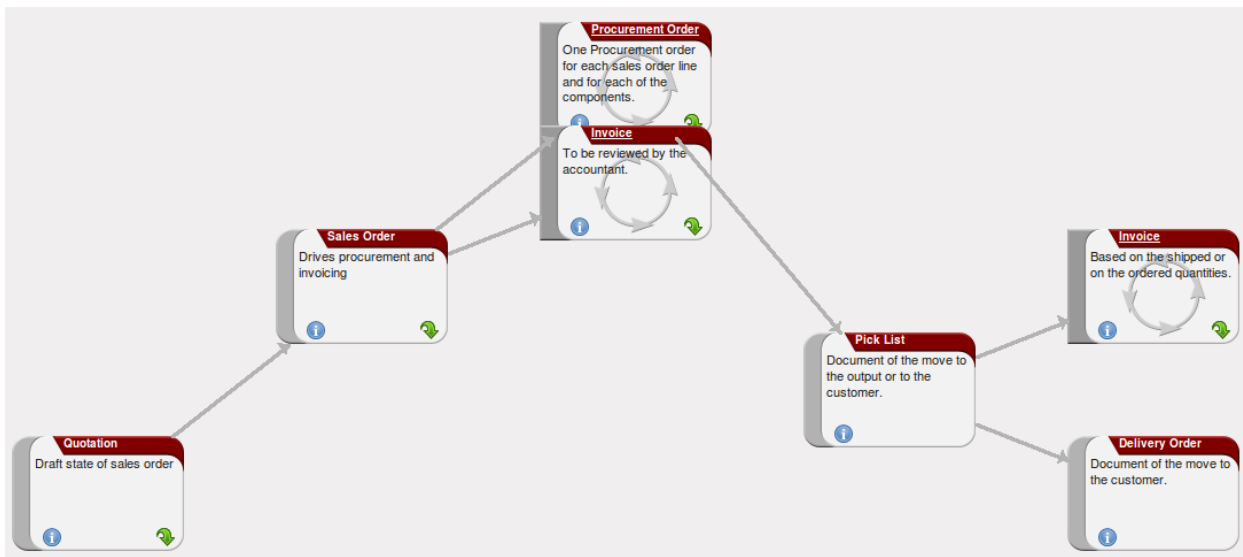 Procurement Order
One Procurement order
for each sales order line
and for each of the
components.
Invoice
To be reviewed by the
accountant.
Sales Order
Drives procurement and
invoicing
Invoice
Based on the shipped or
on the ordered quantities.
Pick List
Document of the move to
the output or to the
customer.
Quotation
Draft state of sales order
Delivery Order
Document of the move to
the customer.